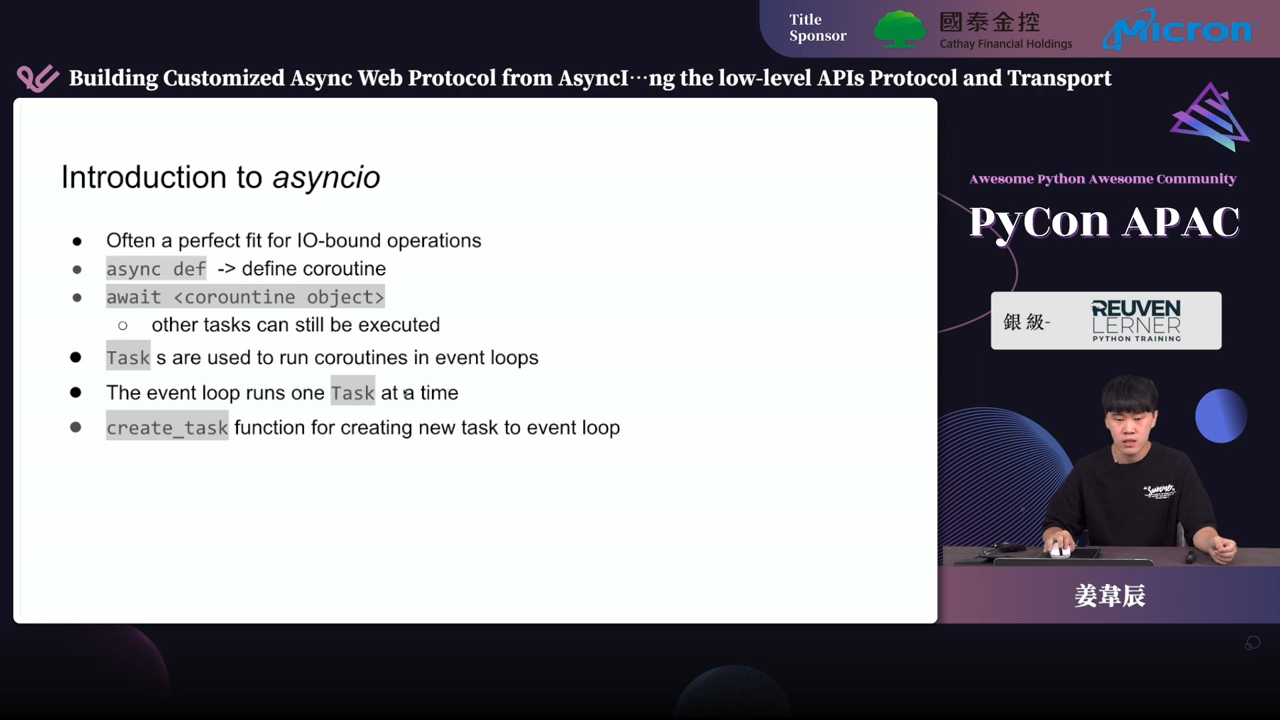 Title
Sponsor
國泰金控
Cathay Financial Holdings
Micron
Building Customized Async Web Protocol from AsyncI⋯ng the low-level APIs Protocol and Transport
Introduction to asyncio
● Often a perfect fit for IO-bound operations
● async def -> define coroutine
● await <corountine object>
○ other tasks can still be executed
● Task s are used to run coroutines in event loops
● The event loop runs one Task at a time
● create_task function for creating new task to event loop
Awesome Python Awesome Community
PyCon APAC
銀級-
REUVEN
LERNER
PYTHON TRAINING
姜韋辰